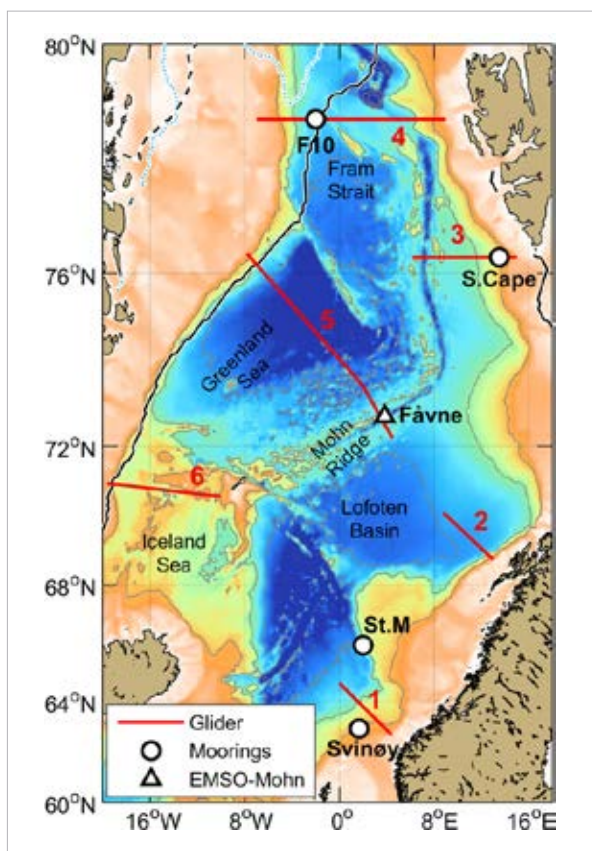 80°N
4
F10
Fram
Strait
3
76°N
S.Cape
5
Greenland
Sea
Fåvne
72°N
Mohn
Ridge
6
Lofoten
Basin
2
Iceland
Sea
68°N
St.M
1
64°N
Glider
Moorings
Svinøy
EMSO-Mohn
60°N
16°W 8°W 0° 8°E 16°E